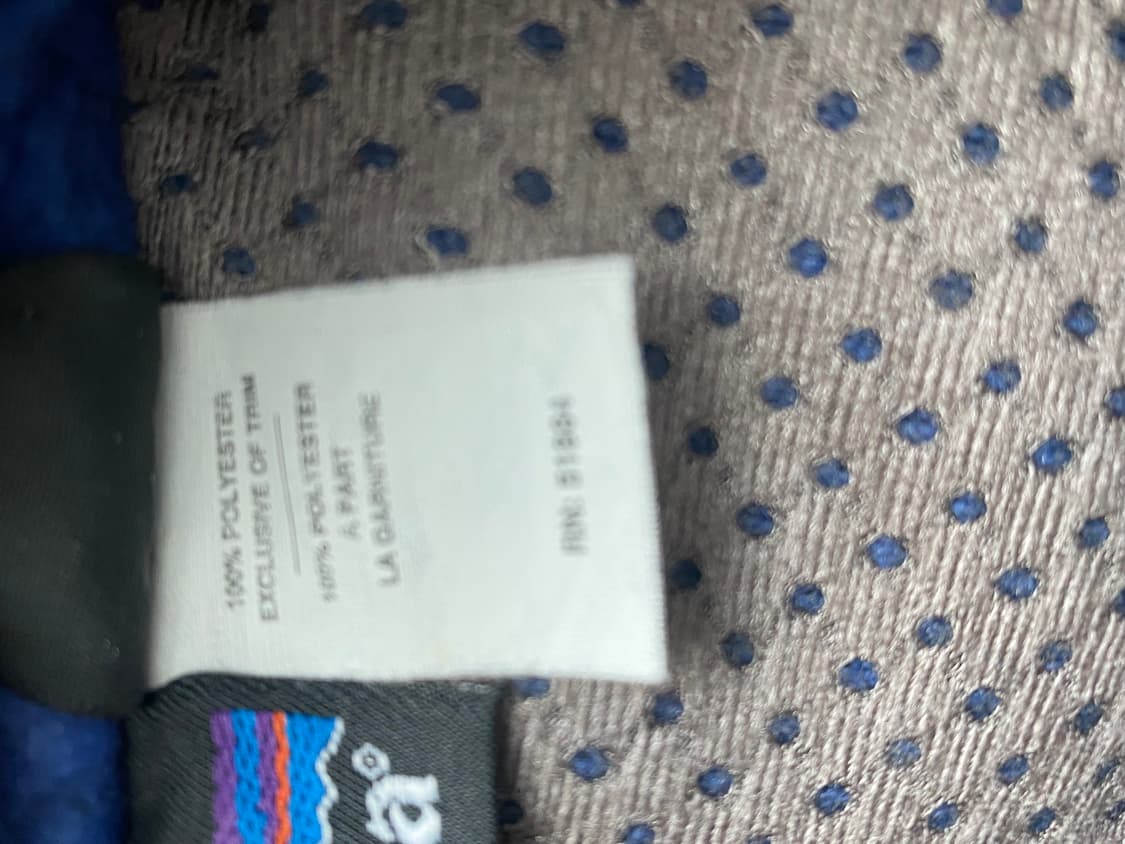 100% POLYESTER
EXCLUSIVE OF TRIM
100% POLYESTER
À PART
LA GARNITURE
RN: 51884
a®